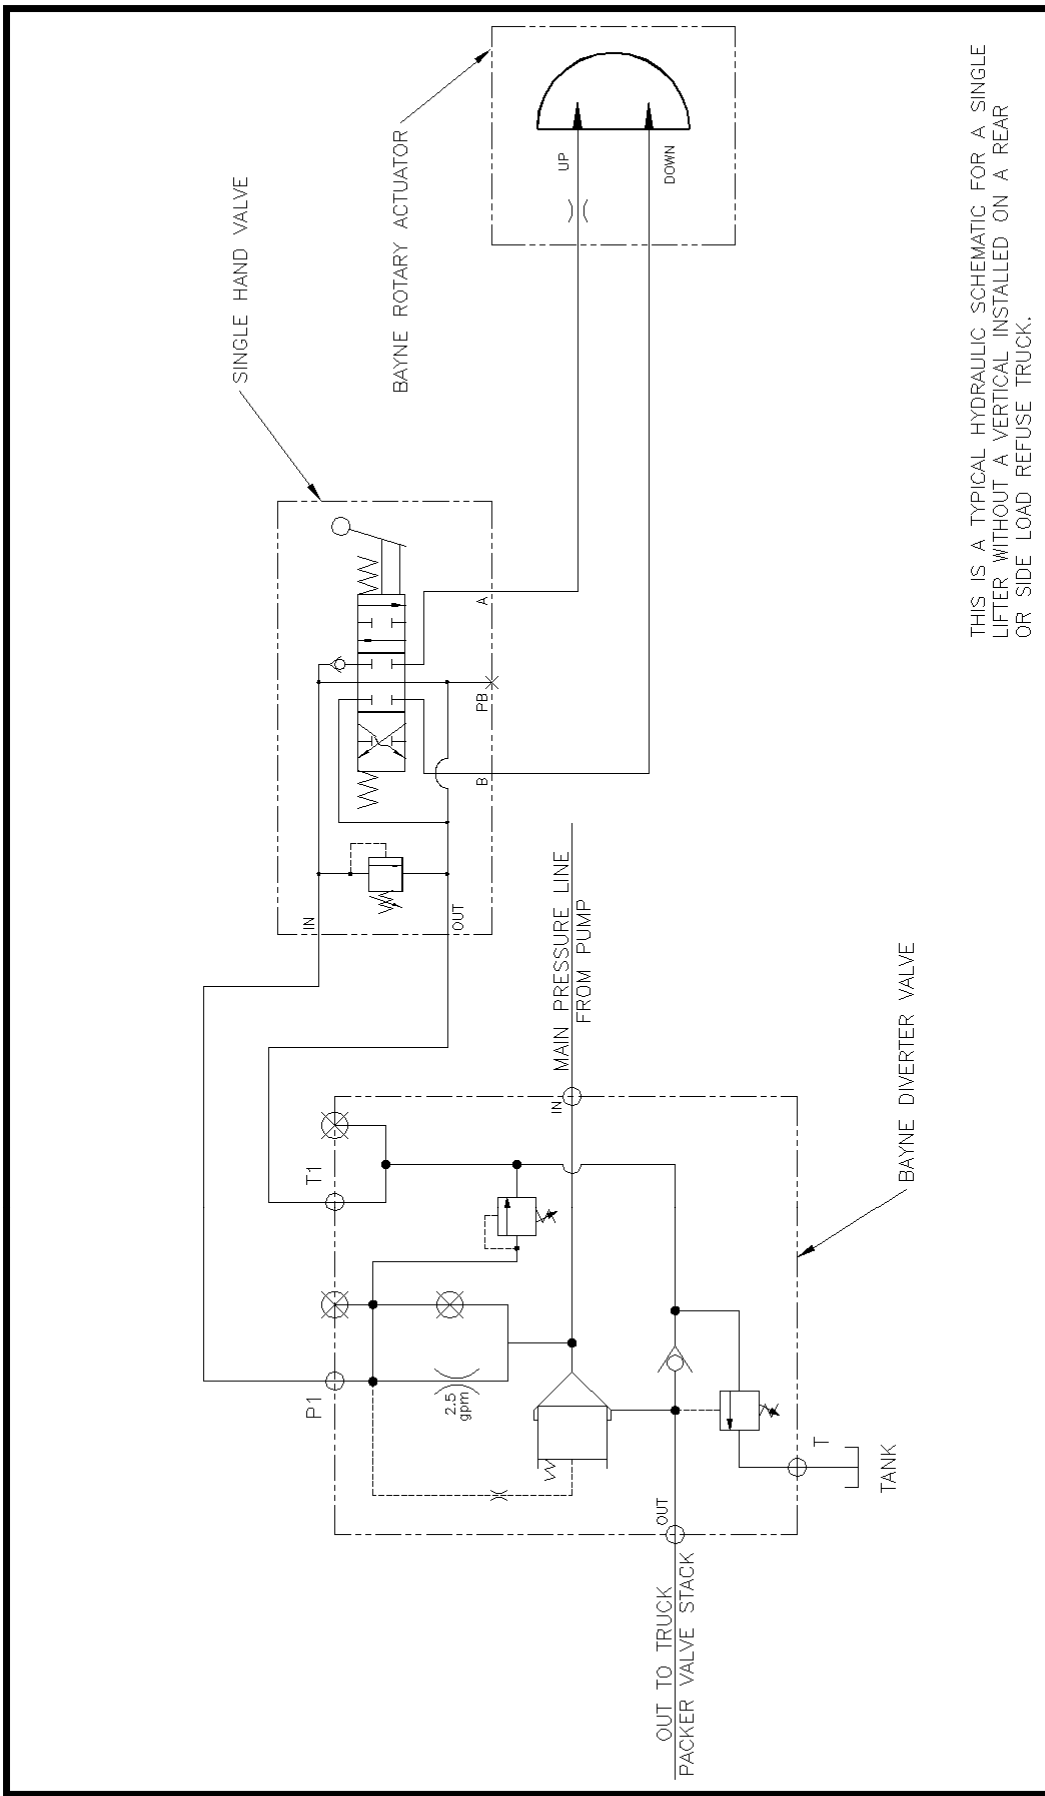 SINGLE HAND VALVE
BAYNE ROTARY ACTUATOR
UP
DOWN
A
PB
B
IN
OUT
MAIN PRESSURE LINE
FROM PUMP
IN
T1
P1
2.5
gpm
BAYNE DIVERTER VALVE
T
TANK
OUT
OUT TO TRUCK
PACKER VALVE STACK
THIS IS A TYPICAL HYDRAULIC SCHEMATIC FOR A SINGLE
LIFTER WITHOUT A VERTICAL INSTALLED ON A REAR
OR SIDE LOAD REFUSE TRUCK.